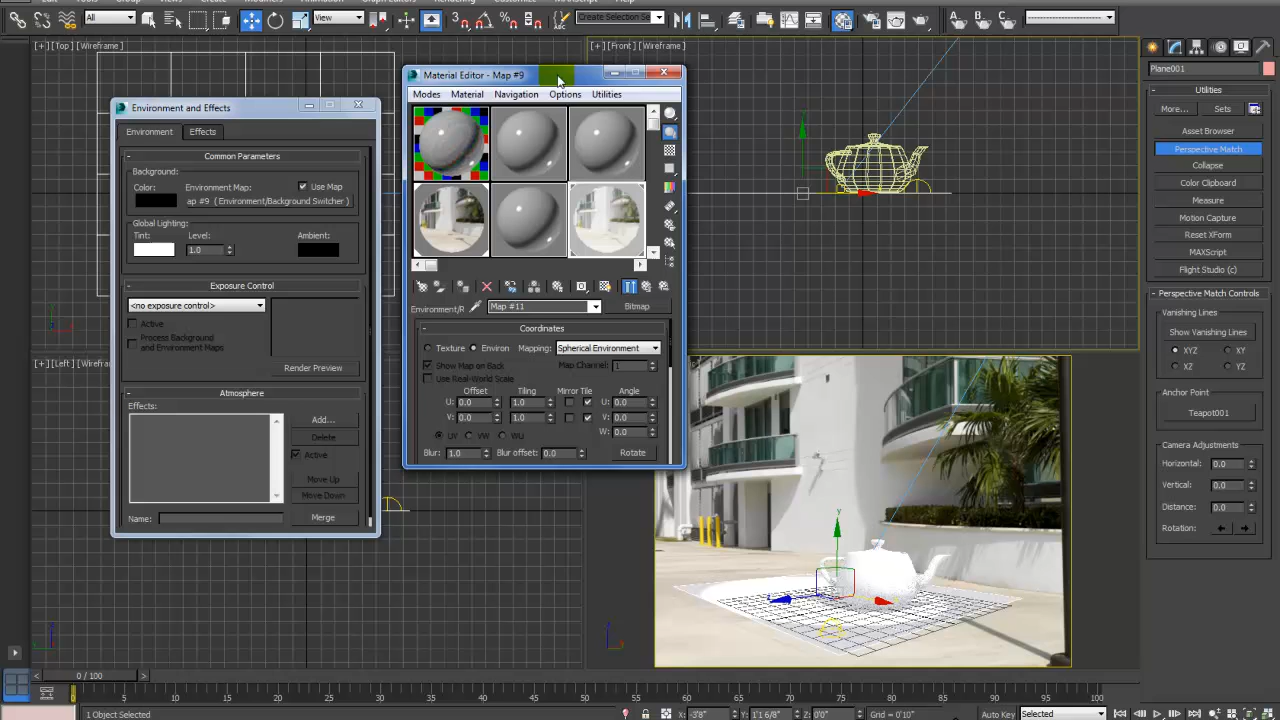 All
View
Create Selection Se
[+] [Top] [Wireframe]
[+] [Front] [Wireframe]
Material Editor - Map #9
Modes Material Navigation Options Utilities
Environment and Effects
Environment Effects
Common Parameters
Background:
Color: Environment Map: Use Map
ap #9 ( Environment/Background Switcher )
Global Lighting:
Tint: Level: Ambient:
1.0
Exposure Control
<no exposure control>
Active
Process Background
and Environment Maps
Render Preview
Atmosphere
Effects:
Add...
Delete
Active
Move Up
Move Down
Name:
Merge
Environment/R Map #11 Bitmap
Coordinates
Texture Environ Mapping: Spherical Environment
Show Map on Back Map Channel: 1
Use Real-World Scale
Offset Tiling Mirror Tile Angle
U: 0.0 1.0 U: 0.0
V: 0.0 1.0 V: 0.0
W: 0.0
UV VW WU
Blur: 1.0 Blur offset: 0.0 Rotate
[+] [Left] [Wirefra
Plane001
Utilities
More... Sets
Asset Browser
Perspective Match
Collapse
Color Clipboard
Measure
Motion Capture
Reset XForm
MAXScript
Flight Studio (c)
Perspective Match Controls
Vanishing Lines
Show Vanishing Lines
XYZ XY
XZ YZ
Anchor Point
Teapot001
Camera Adjustments
Horizontal: 0.0
Vertical: 0.0
Distance: 0.0
Rotation:
0 / 100
0 5 10 15 20 25 30 35 40 45 50 55 60 65 70 75 80 85 90 95 100
1 Object Selected
X: -3'8" Y: 1'1 6/8" Z: 0'0" Grid = 0'10" Auto Key Selected